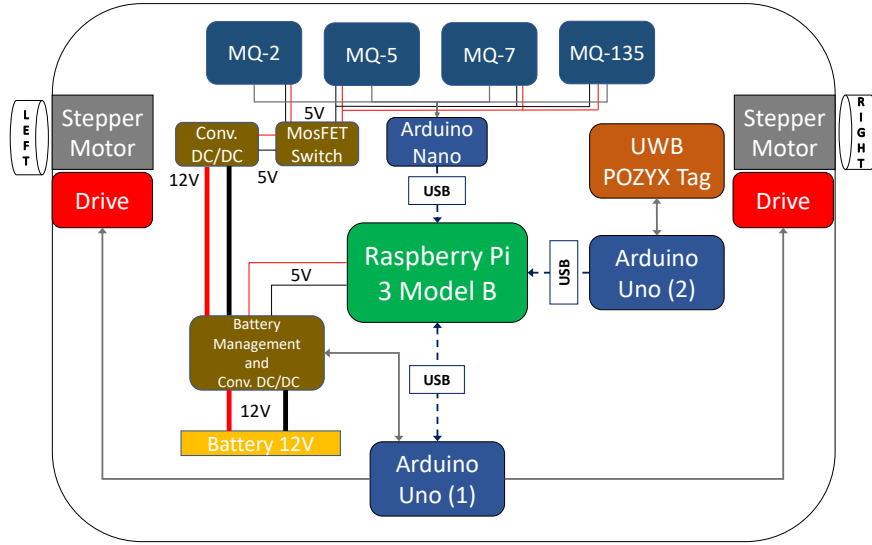 MQ-2
MQ-5
MQ-7
MQ-135
LEFT
Stepper
Motor
Drive
5V
Conv.
DC/DC
MosFET
Switch
12V
5V
Arduino
Nano
USB
UWB
POZYX Tag
Stepper
Motor
RIGHT
Drive
Raspberry Pi
3 Model B
USB
Arduino
Uno (2)
5V
Battery
Management
and
Conv. DC/DC
12V
Battery 12V
USB
Arduino
Uno (1)